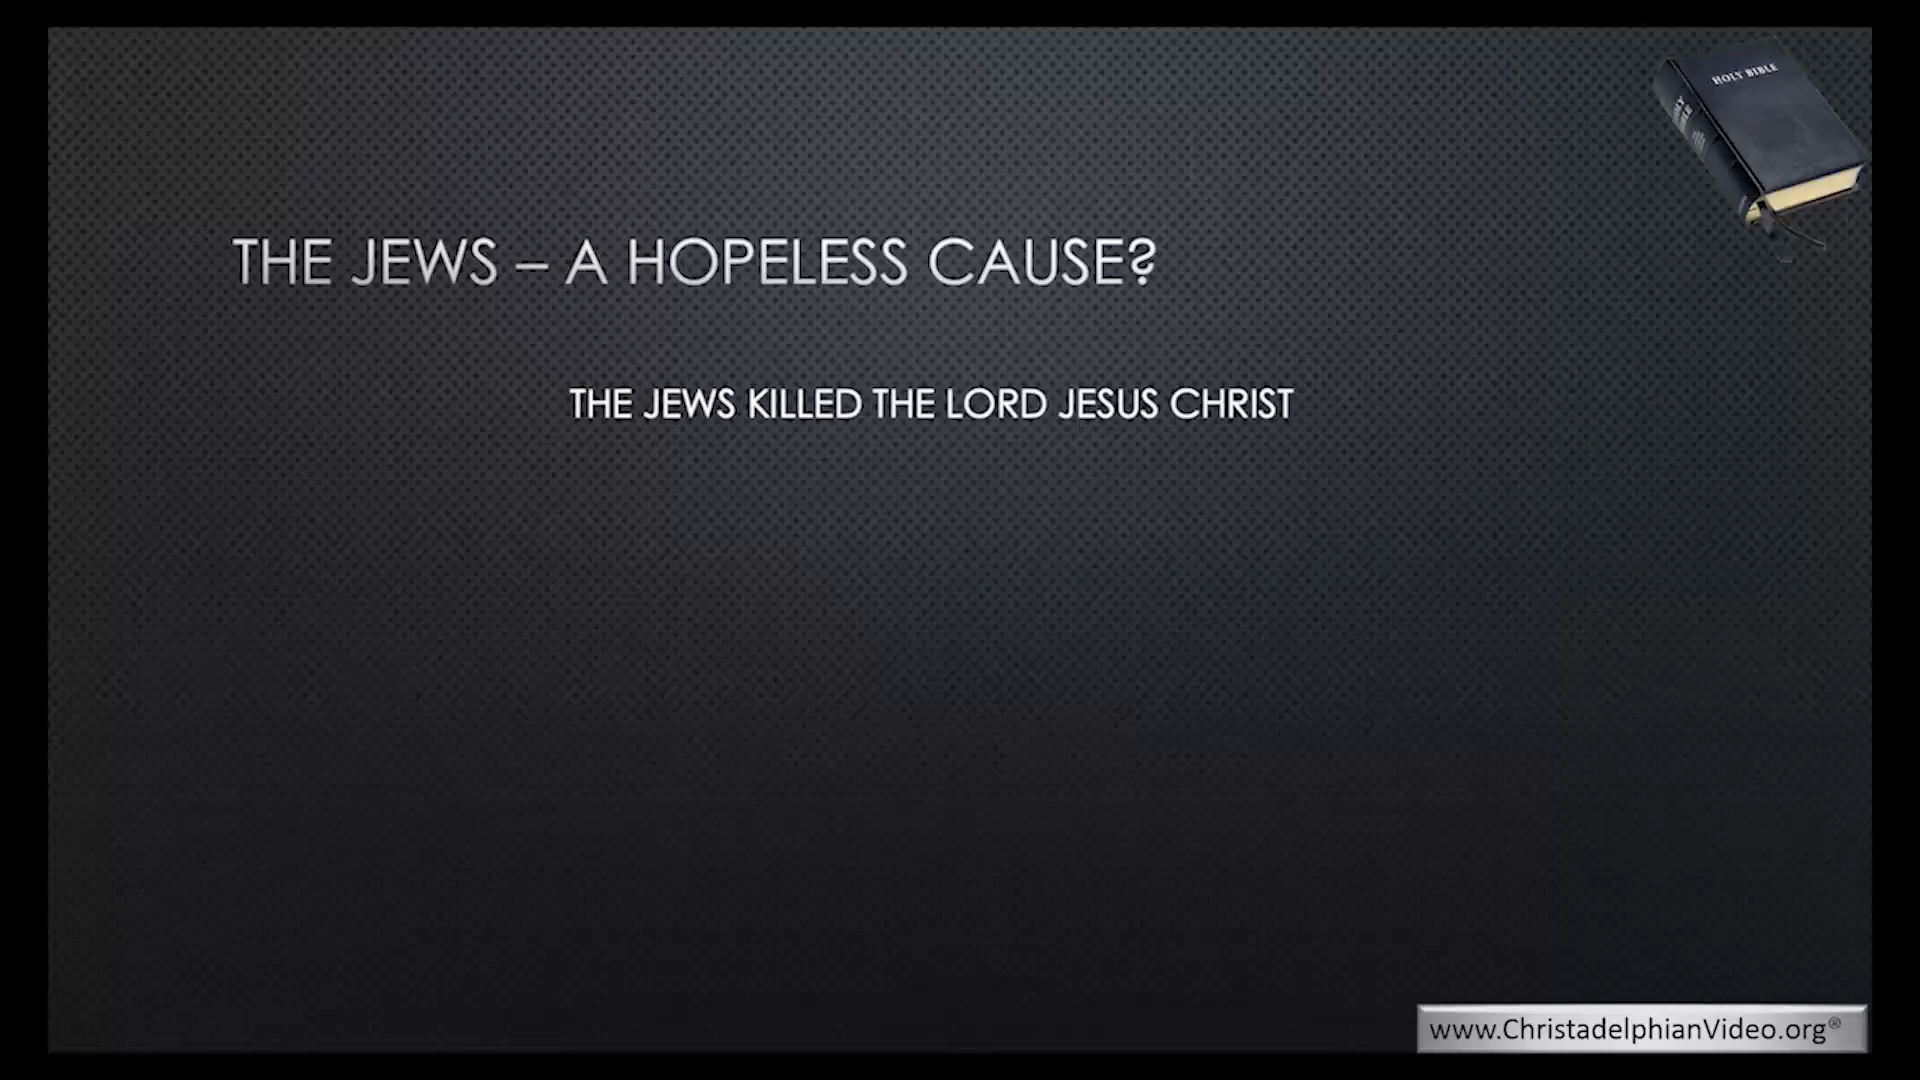 HOLY BIBLE
THE JEWS – A HOPELESS CAUSE?
THE JEWS KILLED THE LORD JESUS CHRIST
www.ChristadelphianVideo.org®